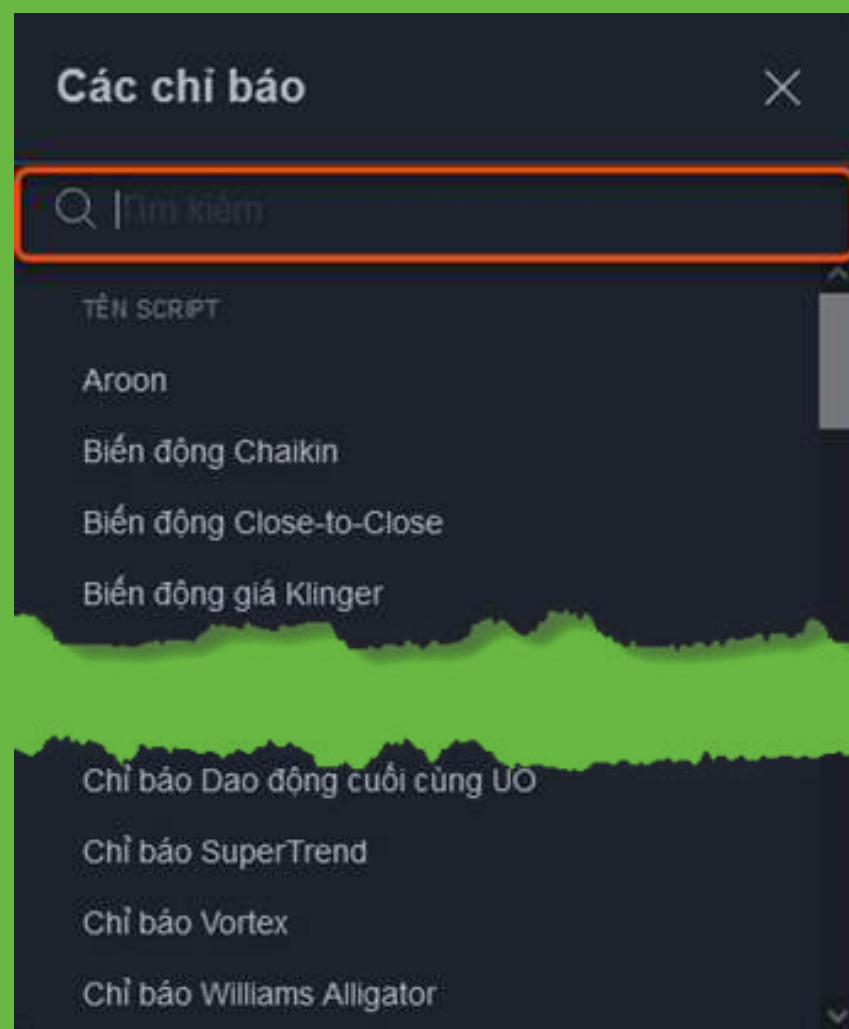 Các chỉ báo
Tìm kiếm
TÊN SCRIPT
Aroon
Biến động Chaikin
Biến động Close-to-Close
Biến động giá Klinger
Chỉ báo Dao động cuối cùng UO
Chỉ báo SuperTrend
Chỉ báo Vortex
Chỉ báo Williams Alligator